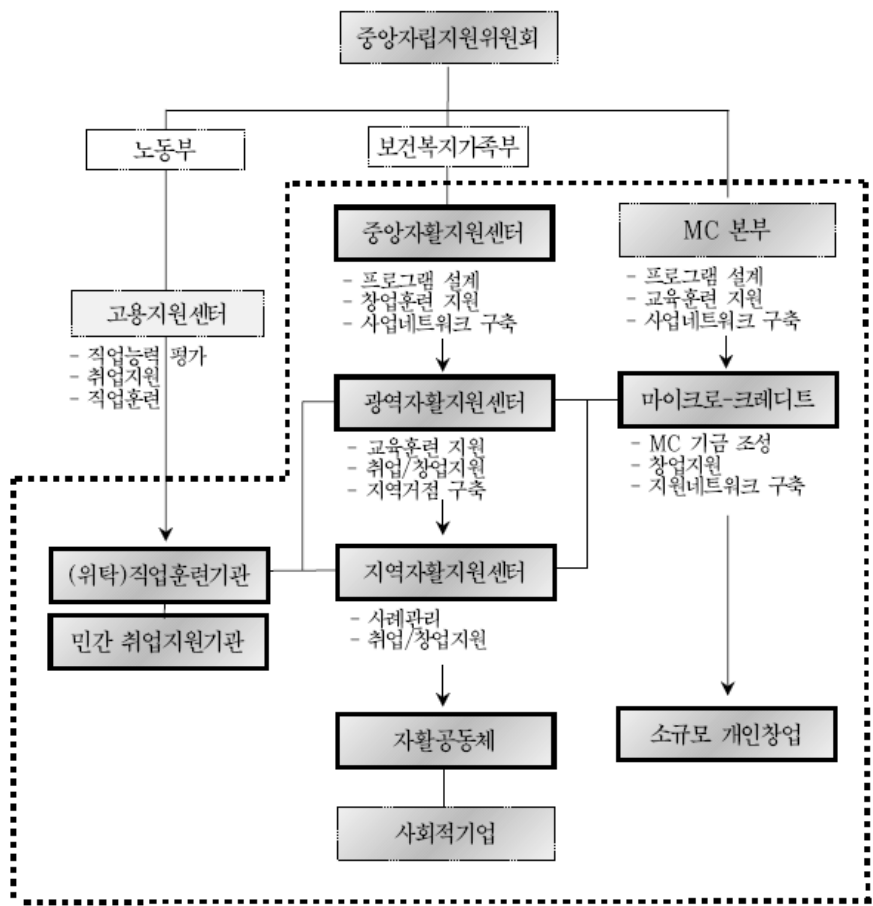 중앙자립지원위원회
노동부
보건복지가족부
중앙자활지원센터
- 프로그램 설계
- 창업훈련 지원
- 사업네트워크 구축
MC 본부
- 프로그램 설계
- 교육훈련 지원
- 사업네트워크 구축
고용지원센터
- 직업능력 평가
- 취업지원
- 직업훈련
광역자활지원센터
- 교육훈련 지원
- 취업/창업지원
- 지역거점 구축
마이크로-크레디트
- MC 기금 조성
- 창업지원
- 지원네트워크 구축
(위탁)직업훈련기관
민간 취업지원기관
지역자활지원센터
- 사례관리
- 취업/창업지원
자활공동체
소규모 개인창업
사회적기업